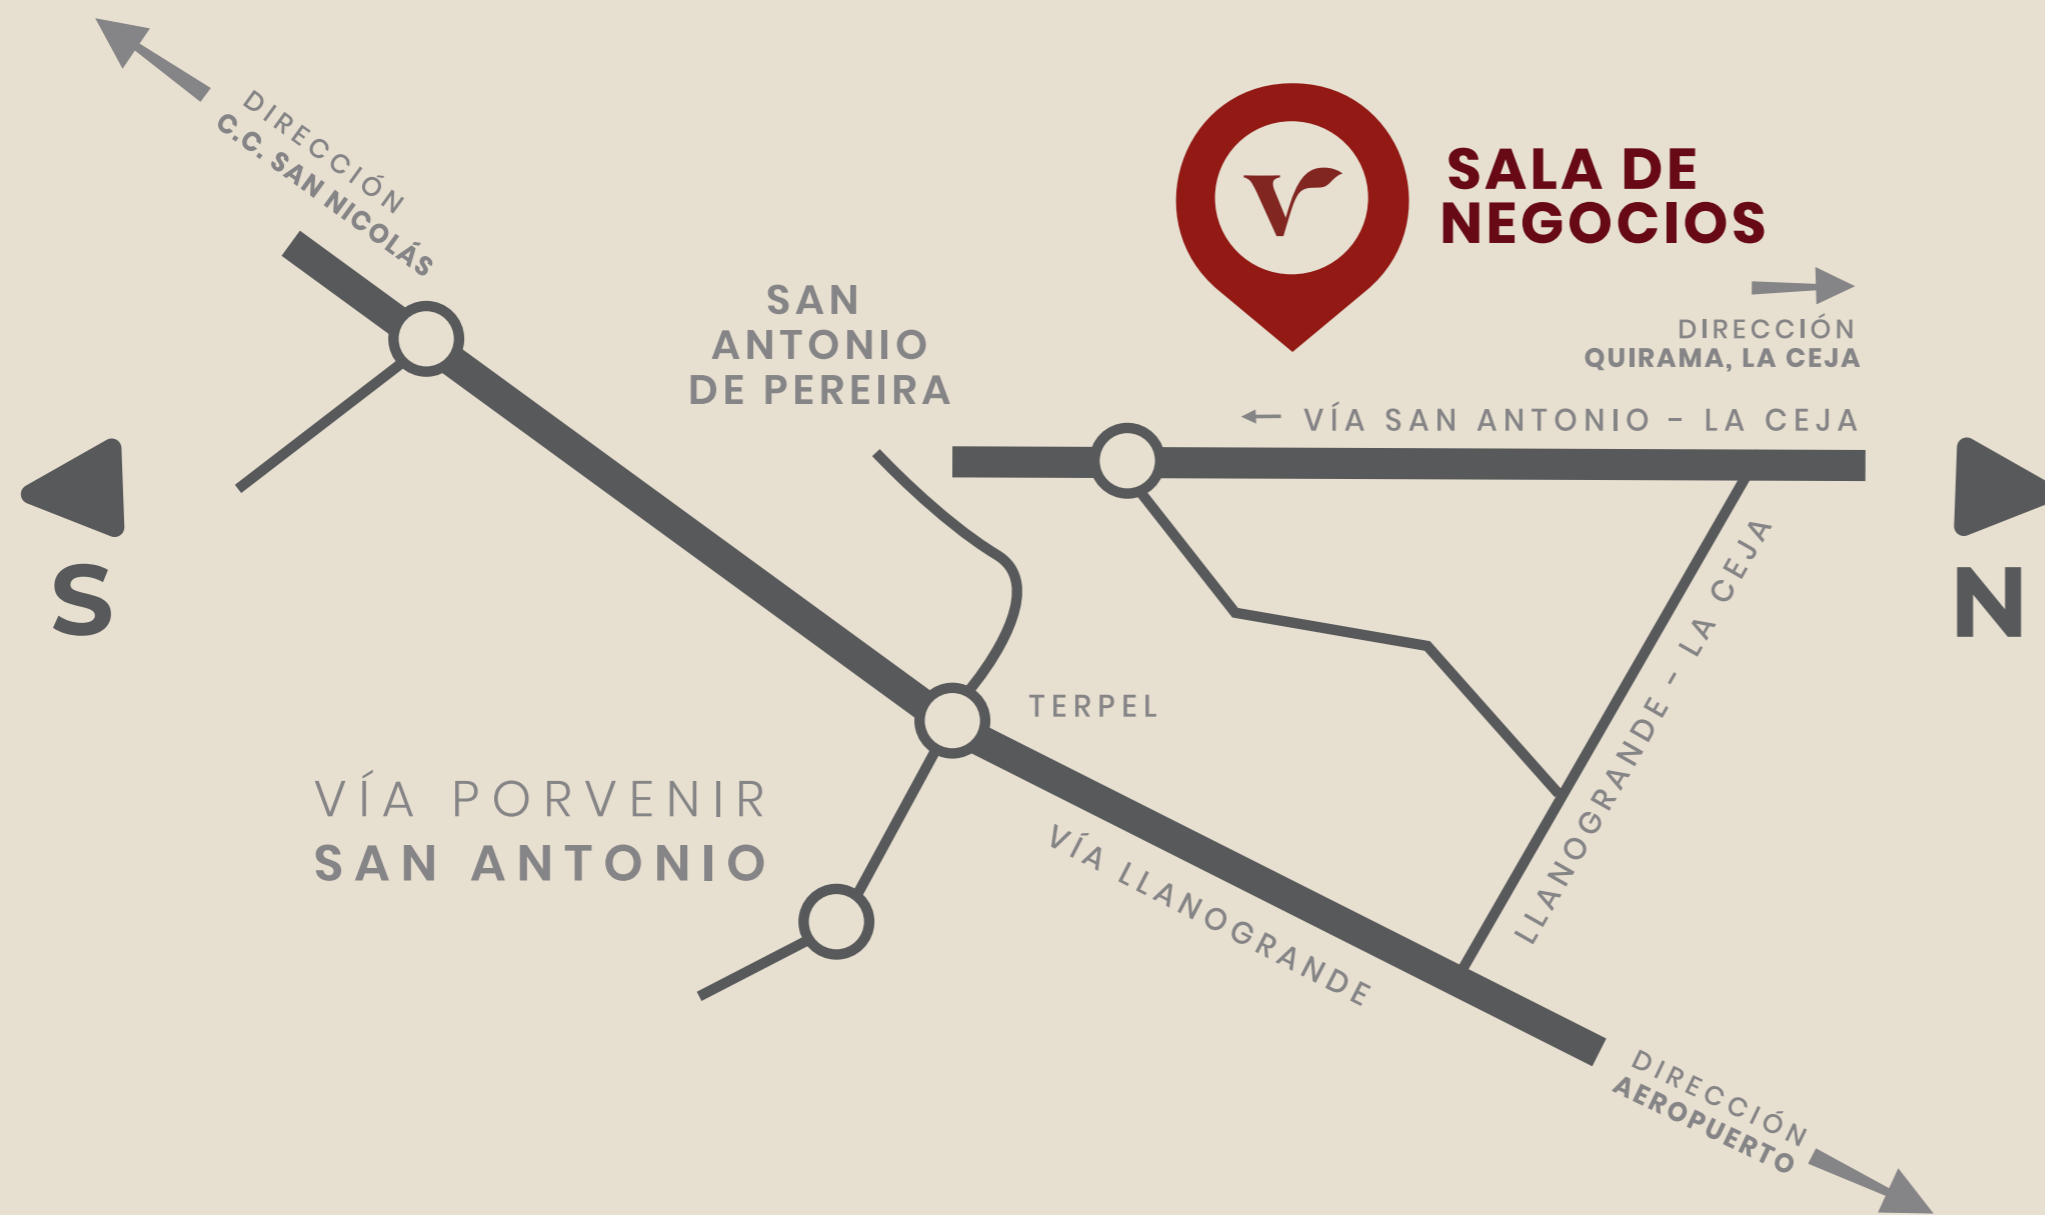 DIRECCIÓN
C.C. SAN NICOLÁS
SALA DE
NEGOCIOS
SAN
ANTONIO
DE PEREIRA
DIRECCIÓN
QUIRAMA, LA CEJA
VÍA SAN ANTONIO - LA CEJA
S
N
LLANOGRANDE - LA CEJA
TERPEL
VÍA PORVENIR
SAN ANTONIO
VÍA LLANOGRANDE
DIRECCIÓN
AEROPUERTO